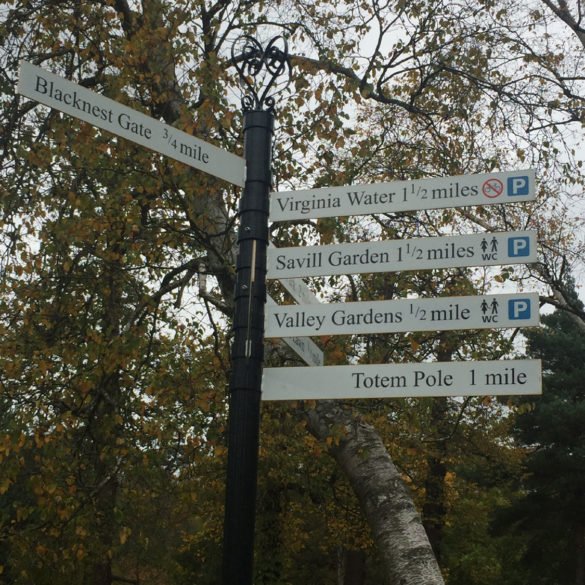 Blacknest Gate 3/4 mile
Virginia Water 1 1/2 miles P
Savill Garden 1 1/2 miles WC P
Valley Gardens 1/2 mile WC P
Totem Pole 1 mile